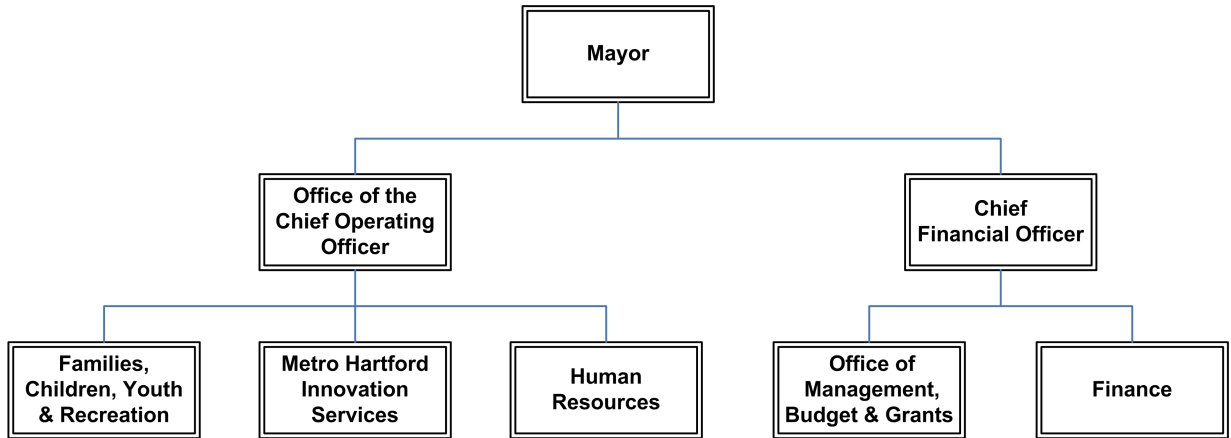 Mayor
Office of the
Chief Operating
Officer
Chief
Financial Officer
Families,
Children, Youth
& Recreation
Metro Hartford
Innovation
Services
Human
Resources
Office of
Management,
Budget & Grants
Finance